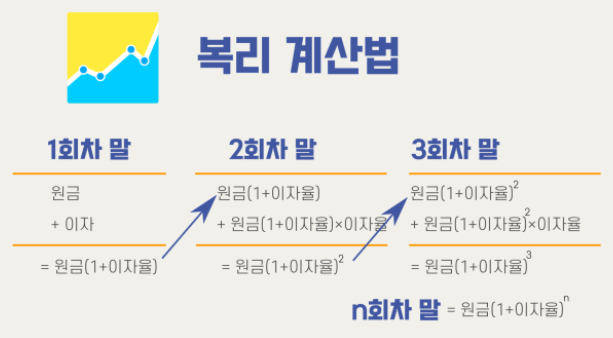 복리 계산법
1회차 말
원금
+ 이자
= 원금(1+이자율)
2회차 말
원금(1+이자율)
+ 원금(1+이자율)×이자율
= 원금(1+이자율)²
3회차 말
원금(1+이자율)²
+ 원금(1+이자율)²×이자율
= 원금(1+이자율)³
n회차 말 = 원금(1+이자율)ⁿ